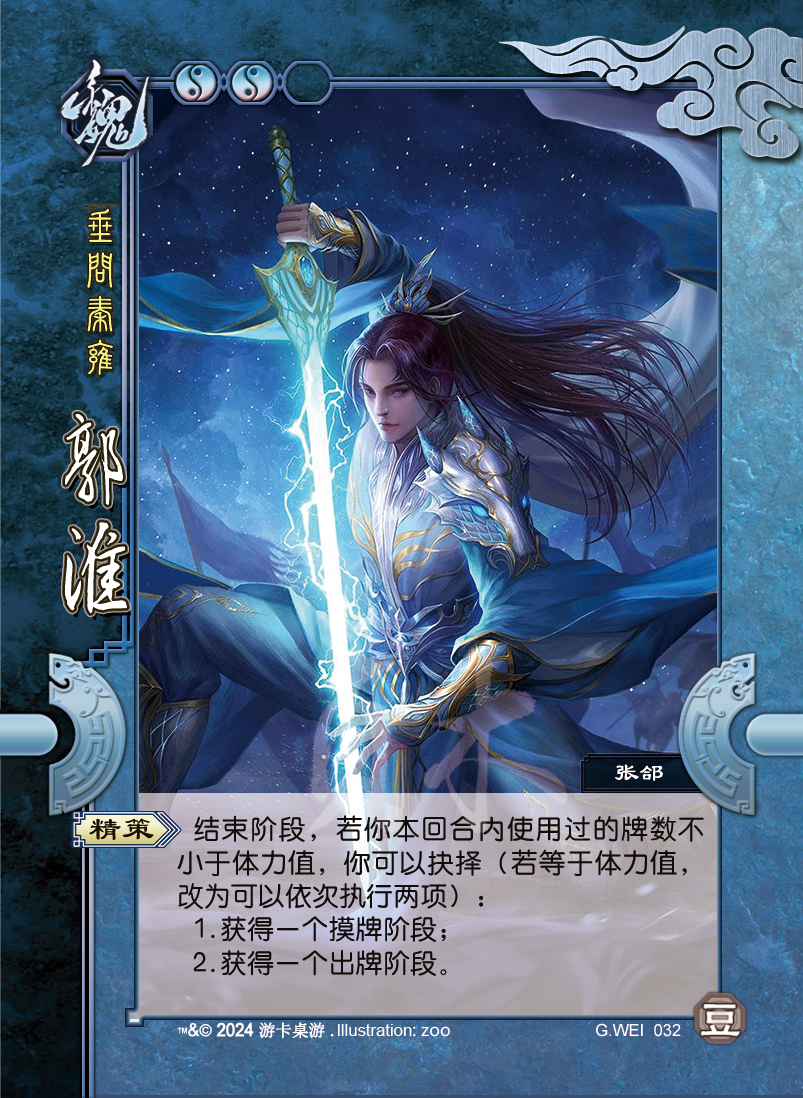 魏
垂問秦雍
郭淮
张郃
精策
结束阶段，若你本回合内使用过的牌数不
小于体力值，你可以抉择（若等于体力值，
改为可以依次执行两项）：
1.获得一个摸牌阶段；
2.获得一个出牌阶段。
™&© 2024 游卡桌游 . Illustration: zoo
G.WEI 032
豆